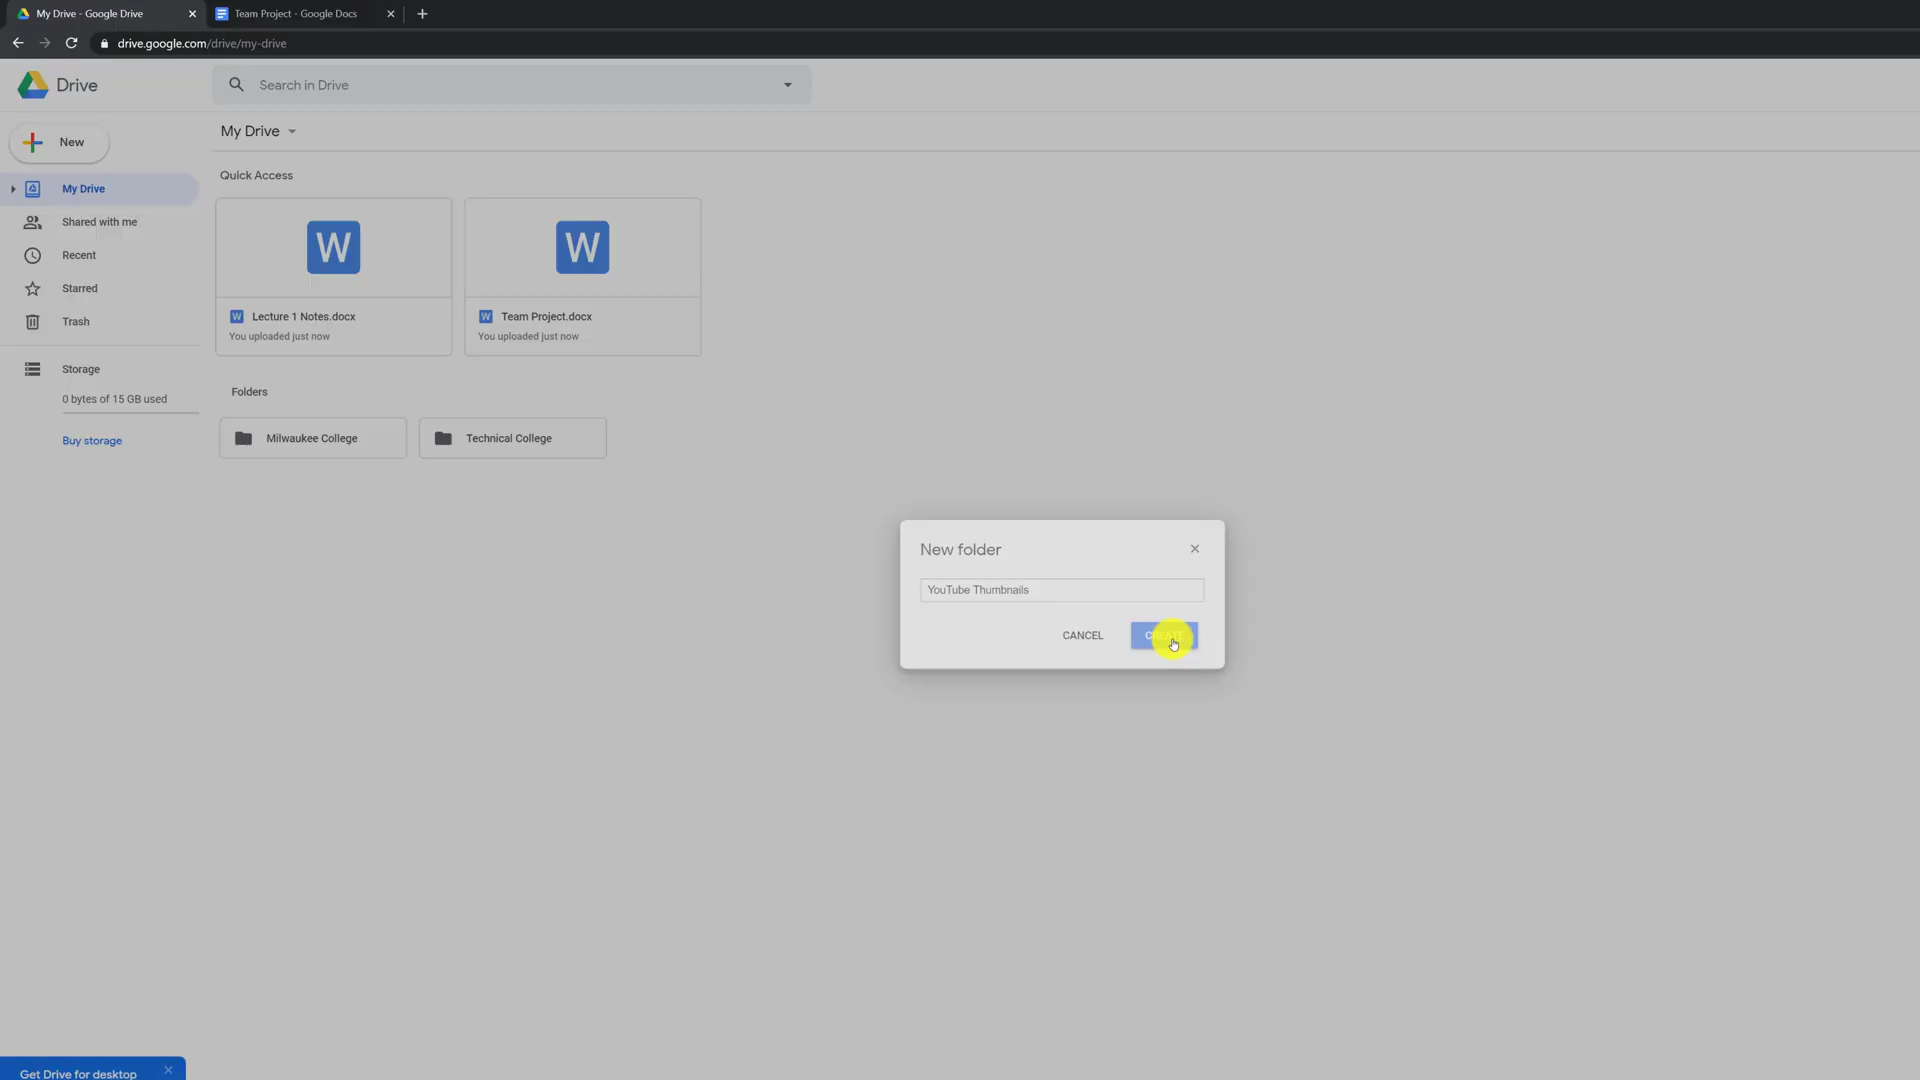 My Drive - Google Drive
Team Project - Google Docs
drive.google.com/drive/my-drive
Drive
Search in Drive
New
My Drive
My Drive
Shared with me
Recent
Starred
Trash
Storage
0 bytes of 15 GB used
Buy storage
Quick Access
W
W
W Lecture 1 Notes.docx
You uploaded just now
W Team Project.docx
You uploaded just now
Folders
Milwaukee College
Technical College
New folder
YouTube Thumbnails
CANCEL
CREATE
Get Drive for desktop